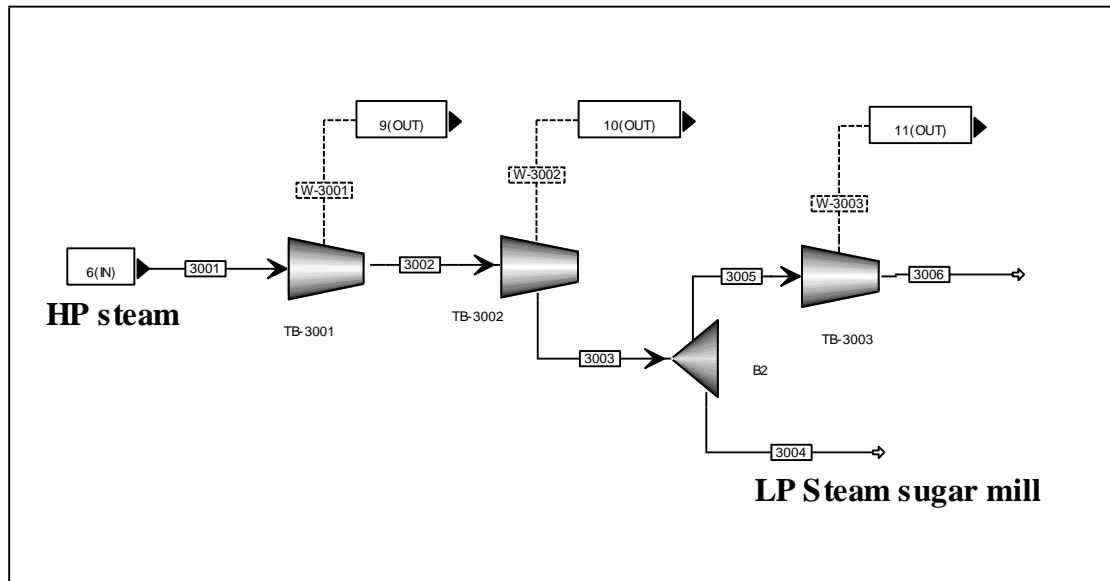 9(OUT)
10(OUT)
11(OUT)
W-3001
W-3002
W-3003
6(IN)
3001
3002
3005
3006
HP steam
TB-3001
TB-3002
TB-3003
3003
B2
3004
LP Steam sugar mill